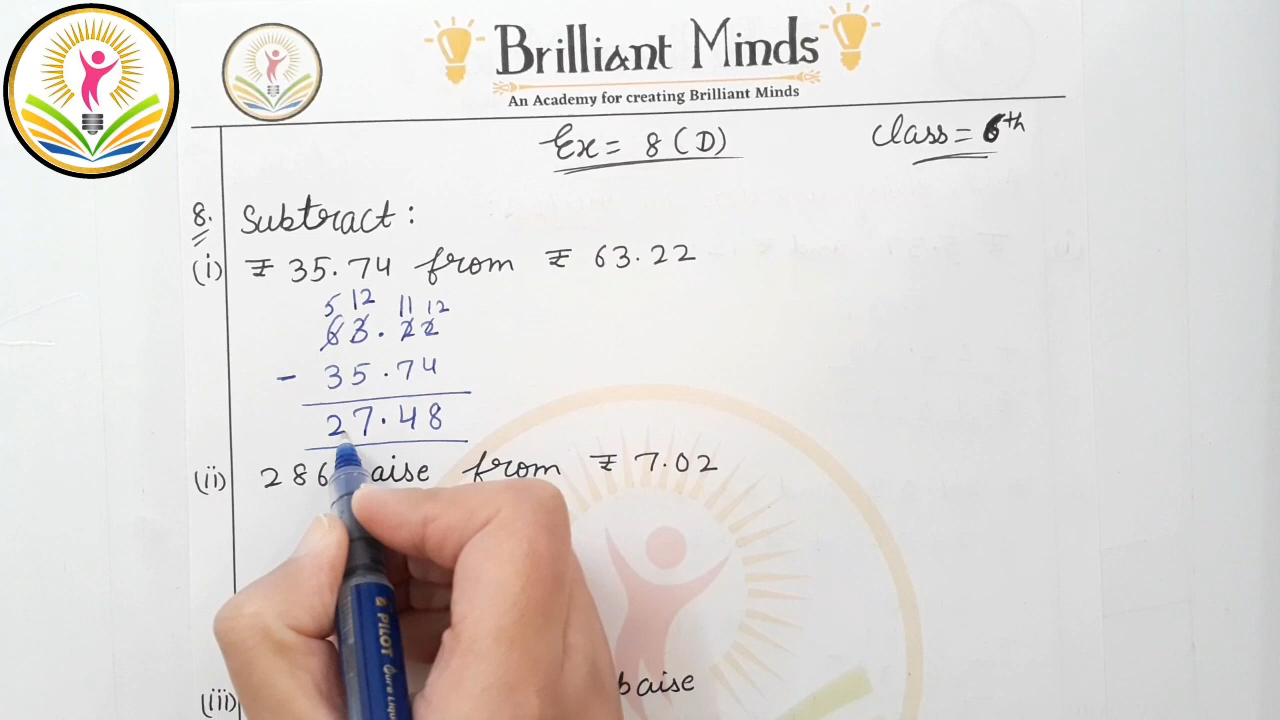 Brilliant Minds
An Academy for creating Brilliant Minds
Ex = 8 (D)
Class = 6th
8. Subtract :
(i) ₹ 35.74 from ₹ 63.22
5 12 11 12
63.22
- 35.74
27.48
(ii) 286 aise from ₹ 7.02
(iii) paise
PILOT